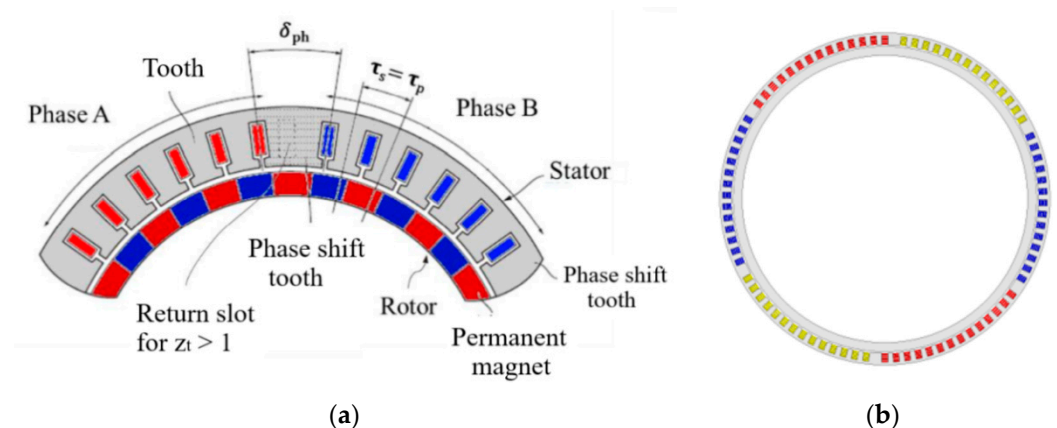 δph
τs = τp
Tooth
Phase A
Phase B
Stator
Phase shift
tooth
Phase shift
tooth
Rotor
Return slot
for zt > 1
Permanent
magnet
(a)
(b)